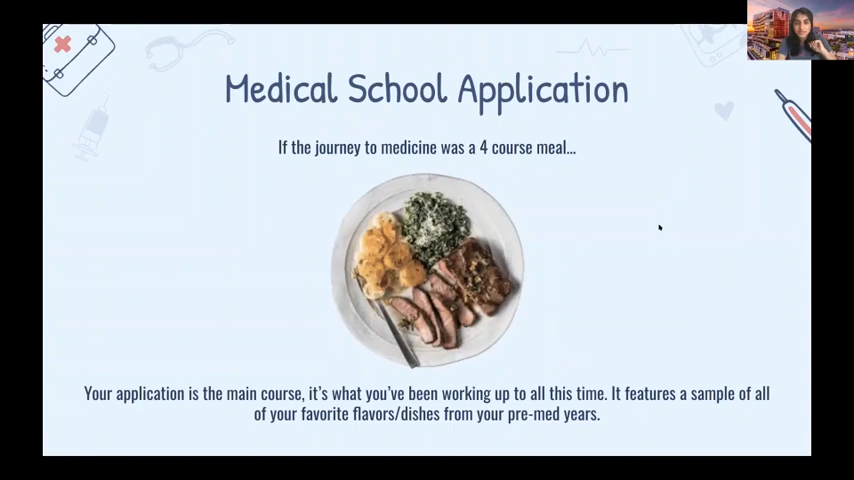 Medical School Application
If the journey to medicine was a 4 course meal...
Your application is the main course, it's what you've been working up to all this time. It features a sample of all
of your favorite flavors/dishes from your pre-med years.